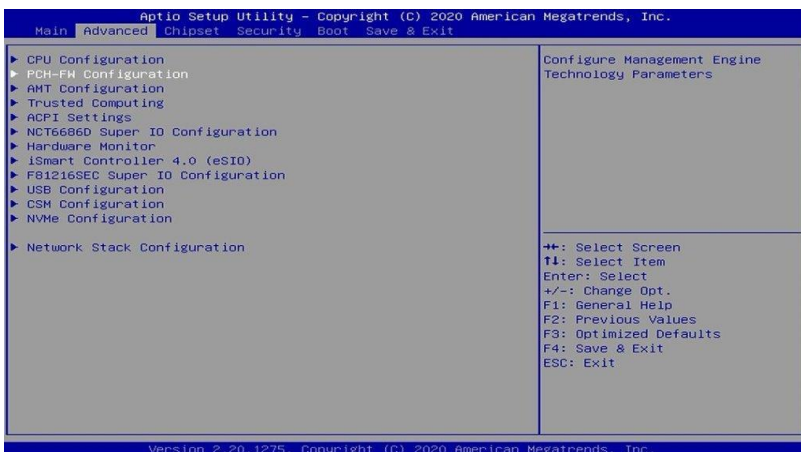 Aptio Setup Utility – Copyright (C) 2020 American Megatrends, Inc.
Main Advanced Chipset Security Boot Save & Exit
▶ CPU Configuration
▶ PCH-FW Configuration
▶ AMT Configuration
▶ Trusted Computing
▶ ACPI Settings
▶ NCT6686D Super IO Configuration
▶ Hardware Monitor
▶ iSmart Controller 4.0 (eSIO)
▶ F81216SEC Super IO Configuration
▶ USB Configuration
▶ CSM Configuration
▶ NVMe Configuration
▶ Network Stack Configuration
Configure Management Engine
Technology Parameters
→←: Select Screen
↑↓: Select Item
Enter: Select
+/-: Change Opt.
F1: General Help
F2: Previous Values
F3: Optimized Defaults
F4: Save & Exit
ESC: Exit
Version 2.20.1275. Copyright (C) 2020 American Megatrends, Inc.